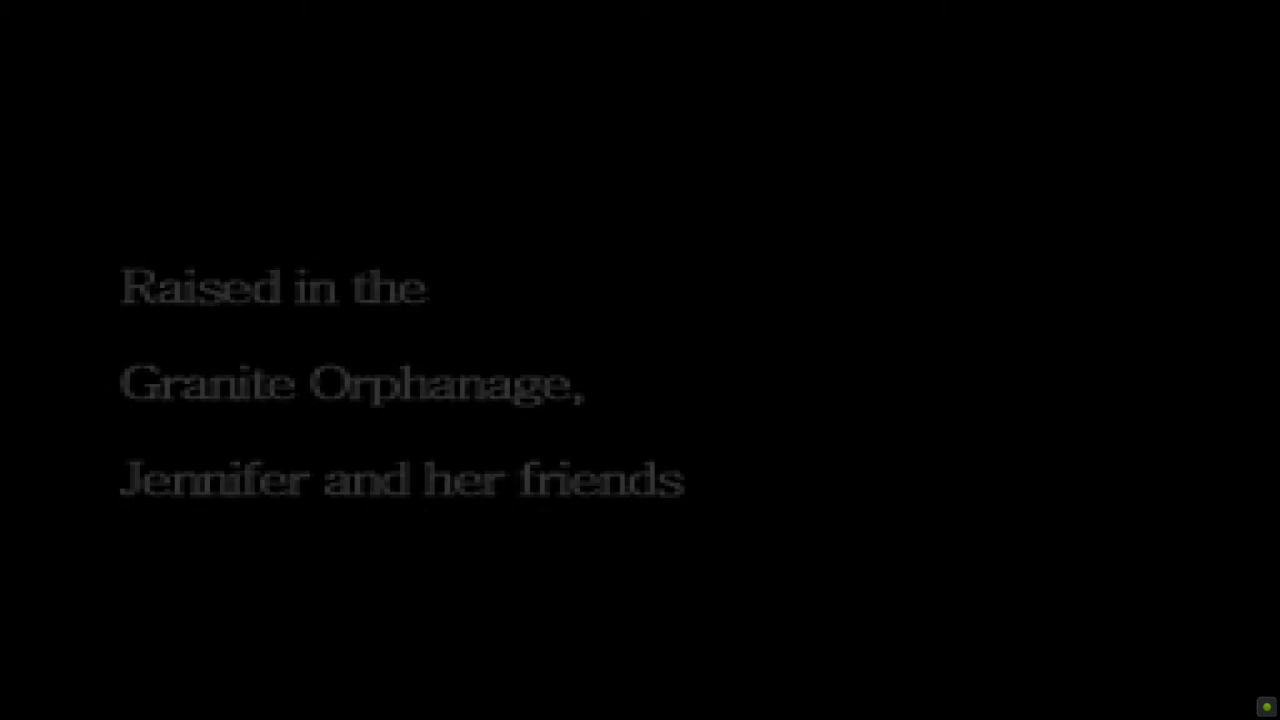 Raised in the
Granite Orphanage,
Jennifer and her friends